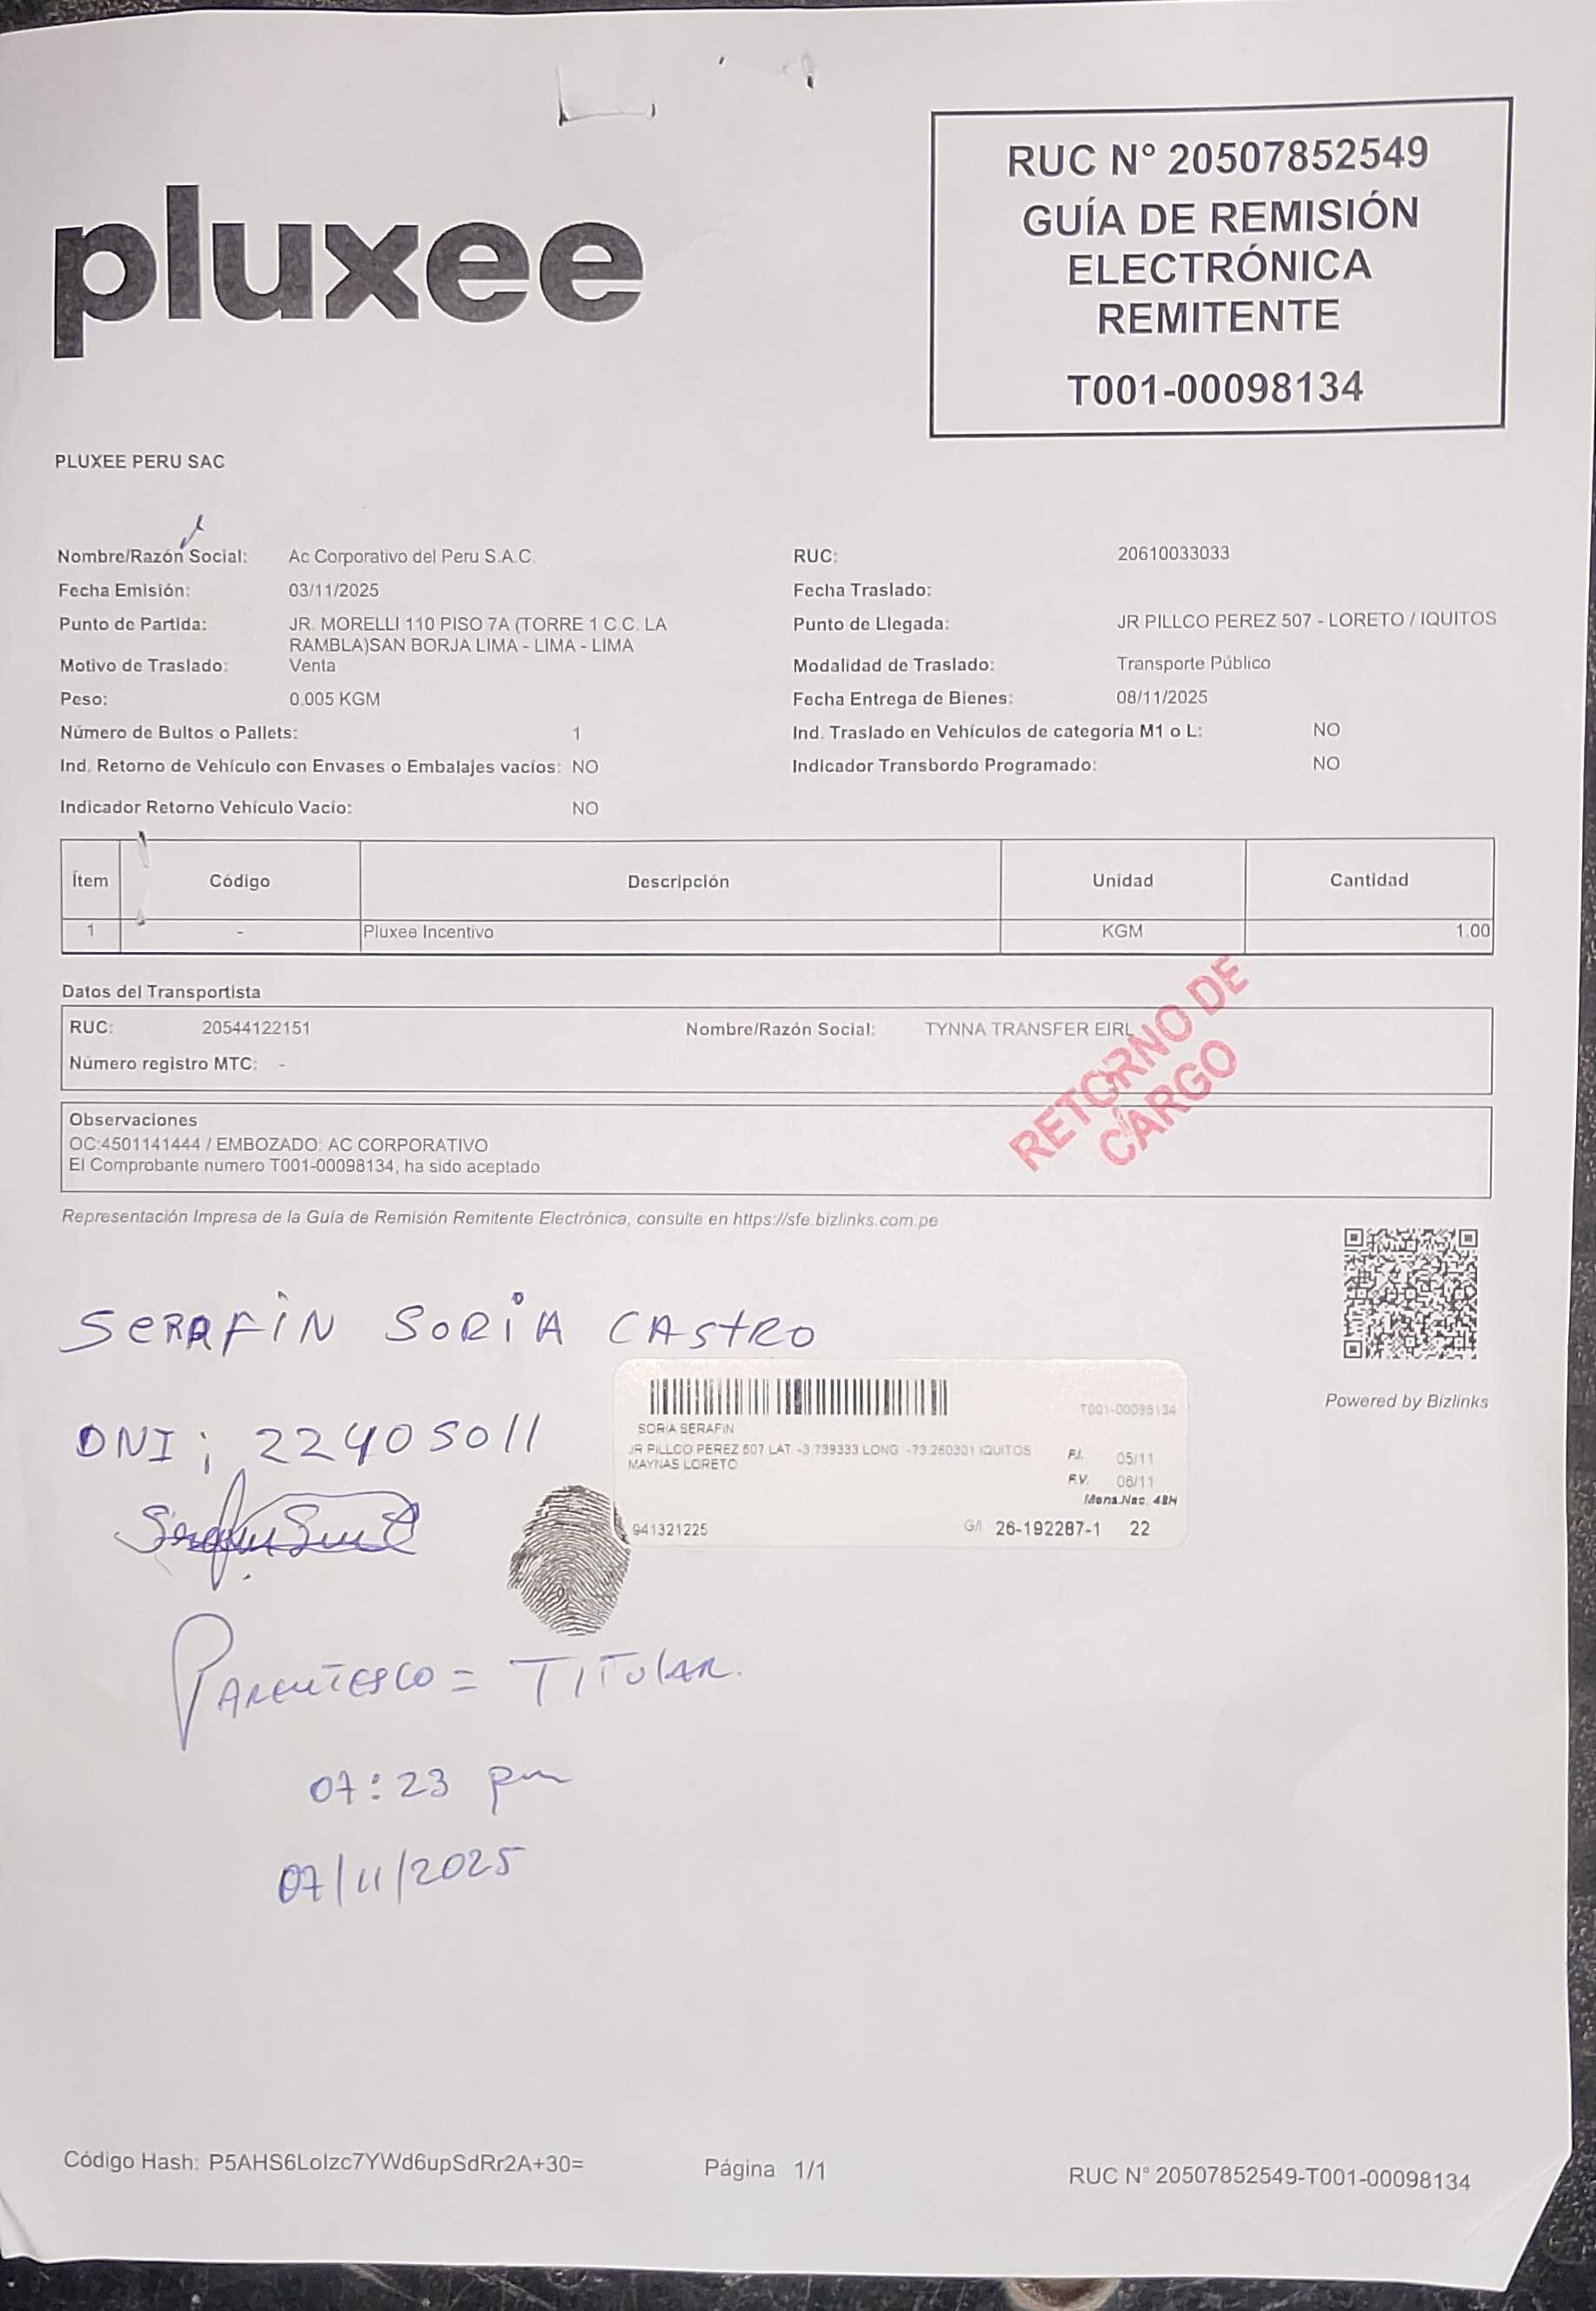 pluxee
RUC N° 20507852549
GUÍA DE REMISIÓN
ELECTRÓNICA
REMITENTE
T001-00098134
PLUXEE PERU SAC
Nombre/Razón Social: Ac Corporativo del Peru S.A.C. RUC: 20610033033
Fecha Emisión: 03/11/2025 Fecha Traslado:
Punto de Partida: JR. MORELLI 110 PISO 7A (TORRE 1 C.C. LA Punto de Llegada: JR PILLCO PEREZ 507 - LORETO / IQUITOS
RAMBLA)SAN BORJA LIMA - LIMA - LIMA
Motivo de Traslado: Venta Modalidad de Traslado: Transporte Público
Peso: 0.005 KGM Fecha Entrega de Bienes: 08/11/2025
Número de Bultos o Pallets: 1 Ind. Traslado en Vehículos de categoría M1 o L: NO
Ind. Retorno de Vehículo con Envases o Embalajes vacíos: NO Indicador Transbordo Programado: NO
Indicador Retorno Vehículo Vacío: NO
Ítem Código Descripción Unidad Cantidad
1 - Pluxee Incentivo KGM 1.00
Datos del Transportista
RUC: 20544122151 Nombre/Razón Social: TYNNA TRANSFER EIRL
Número registro MTC: -
RETORNO DE
CARGO
Observaciones
OC:4501141444 / EMBOZADO: AC CORPORATIVO
El Comprobante numero T001-00098134, ha sido aceptado
Representación Impresa de la Guía de Remisión Remitente Electrónica, consulte en https://sfe.bizlinks.com.pe
SERAFIN SORIA CASTRO
Powered by Bizlinks
DNI; 22405011
T001-00098134
SORIA SERAFIN
JR PILLCO PEREZ 507 LAT -3.739333 LONG -73.260301 IQUITOS
MAYNAS LORETO
F.I. 05/11
F.V. 06/11
Mens.Nac. 48H
941321225 G/I 26-192287-1 22
PARENTESCO = TITULAR.
07:23 pm
07/11/2025
Código Hash: P5AHS6LoIzc7YWd6upSdRr2A+30= Página 1/1 RUC N° 20507852549-T001-00098134